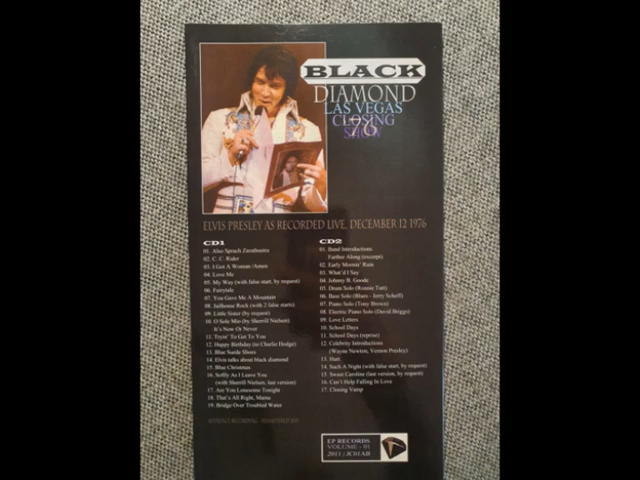 BLACK
DIAMOND
LAS VEGAS
CLOSING
76
SHOW
ELVIS PRESLEY AS RECORDED LIVE, DECEMBER 12 1976
CD1
01. Also Sprach Zarathustra
02. C. C. Rider
03. I Got A Woman /Amen
04. Love Me
05. My Way (with false start, by request)
06. Fairytale
07. You Gave Me A Mountain
08. Jailhouse Rock (with 2 false starts)
09. Little Sister (by request)
10. O Sole Mio (by Sherrill Nielsen)
It's Now Or Never
11. Tryin' To Get To You
12. Happy Birthday (to Charlie Hodge)
13. Blue Suede Shoes
14. Elvis talks about black diamond
15. Blue Christmas
16. Softly As I Leave You
(with Sherrill Nielsen, last version)
17. Are You Lonesome Tonight
18. That's All Right, Mama
19. Bridge Over Troubled Water
CD2
01. Band Introductions
Further Along (excerpt)
02. Early Mornin' Rain
03. What'd I Say
04. Johnny B. Goode
05. Drum Solo (Ronnie Tutt)
06. Bass Solo (Blues - Jerry Scheff)
07. Piano Solo (Tony Brown)
08. Electric Piano Solo (David Briggs)
09. Love Letters
10. School Days
11. School Days (reprise)
12. Celebrity Introductions
(Wayne Newton, Vernon Presley)
13. Hurt
14. Such A Night (with false start, by request)
15. Sweet Caroline (last version, by request)
16. Can't Help Falling In Love
17. Closing Vamp
EP RECORDS
VOLUME - 01
2011 / JC01AB